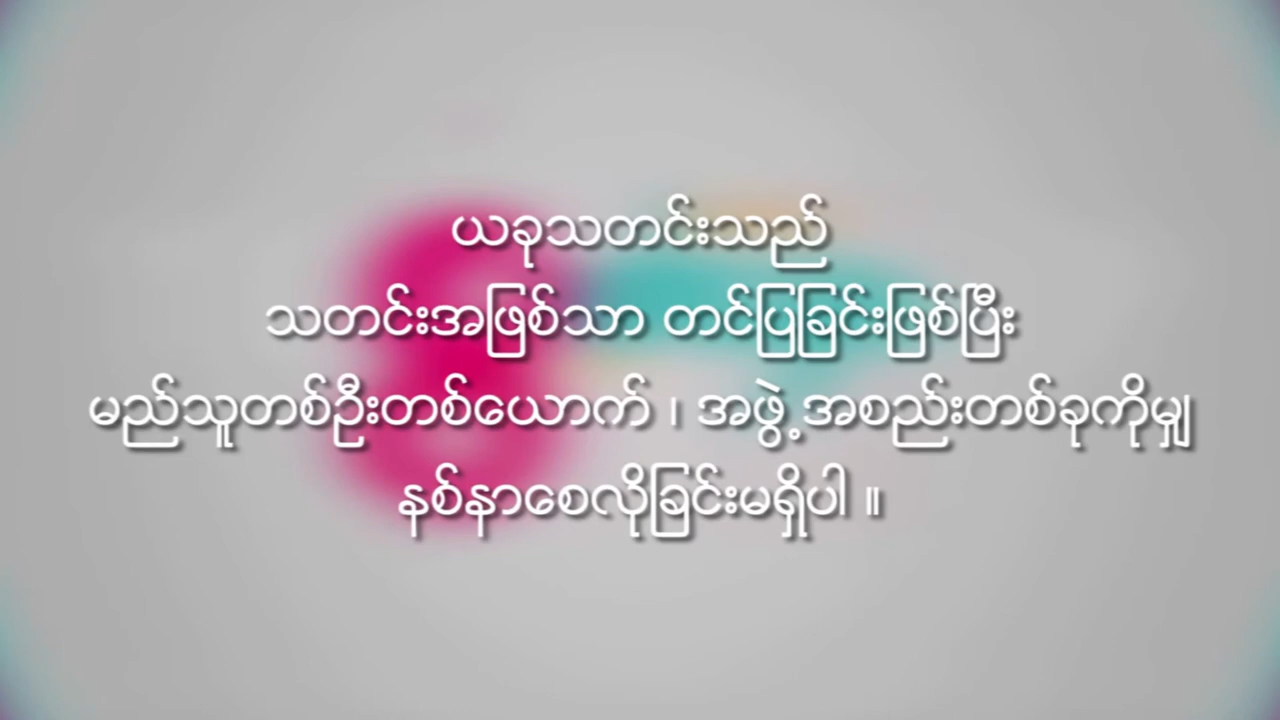 ယခုသတင်းသည်
သတင်းအဖြစ်သာ တင်ပြခြင်းဖြစ်ပြီး
မည်သူတစ်ဦးတစ်ယောက် ၊ အဖွဲ့အစည်းတစ်ခုကိုမျှ
နစ်နာစေလိုခြင်းမရှိပါ ။